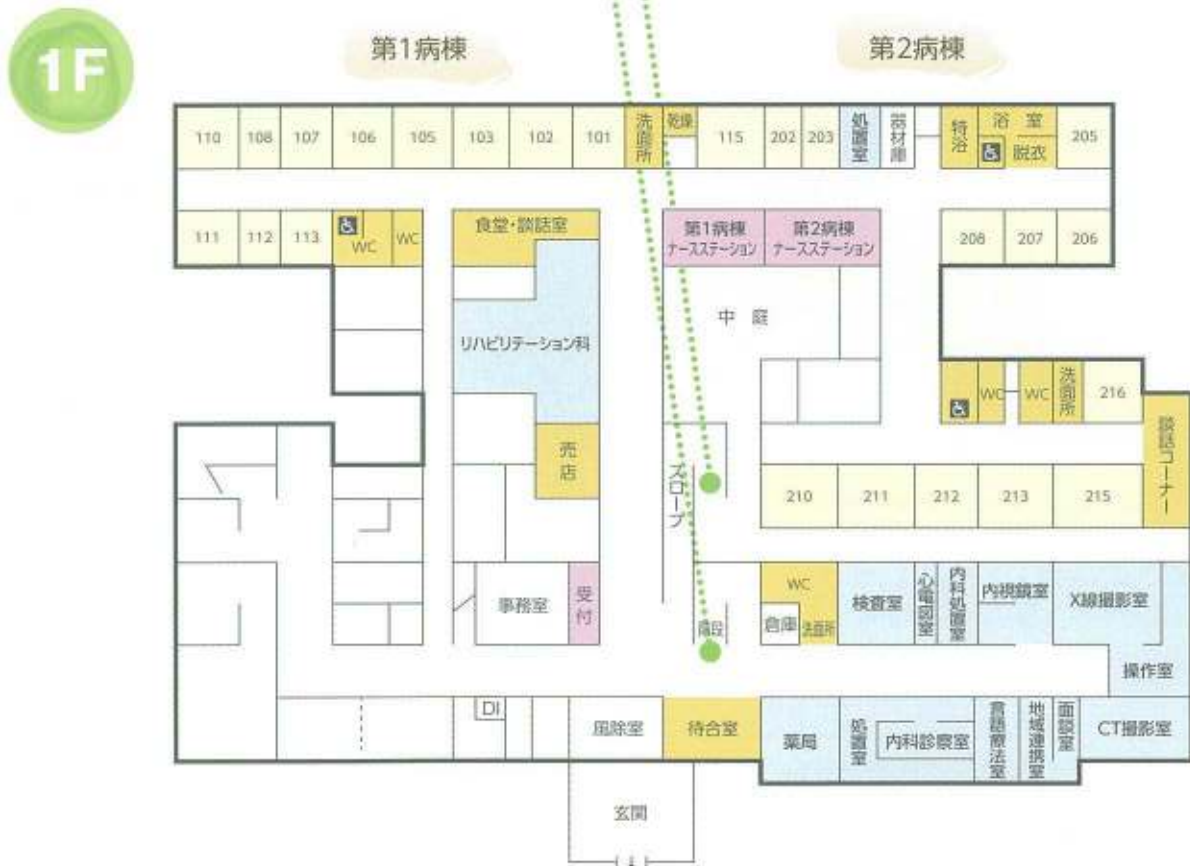 1F
第1病棟
第2病棟
110
108
107
106
105
103
102
101
洗面所
乾燥
115
202
203
処置室
器材庫
特浴
浴室
脱衣
205
111
112
113
WC
WC
食堂・談話室
第1病棟
ナースステーション
第2病棟
ナースステーション
208
207
206
中庭
リハビリテーション科
WC
WC
洗面所
216
談話コーナー
売店
スロープ
210
211
212
213
215
事務室
受付
階段
WC
倉庫
洗面所
検査室
心電図室
内科処置室
内視鏡室
X線撮影室
操作室
DI
風除室
待合室
薬局
処置室
内科診察室
言語療法室
地域連携室
面談室
CT撮影室
玄関